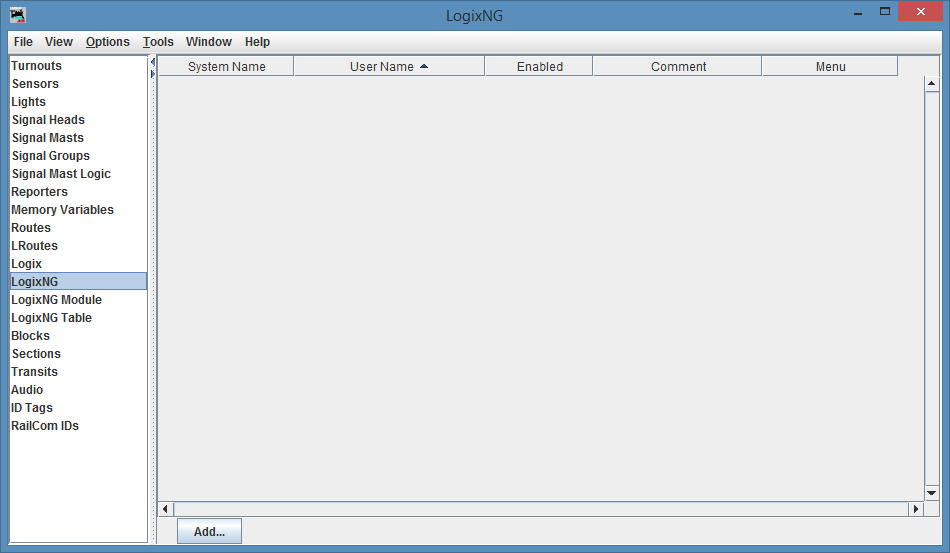 LogixNG
File View Options Tools Window Help
Turnouts
Sensors
Lights
Signal Heads
Signal Masts
Signal Groups
Signal Mast Logic
Reporters
Memory Variables
Routes
LRoutes
Logix
LogixNG
LogixNG Module
LogixNG Table
Blocks
Sections
Transits
Audio
ID Tags
RailCom IDs
System Name User Name Enabled Comment Menu
Add...